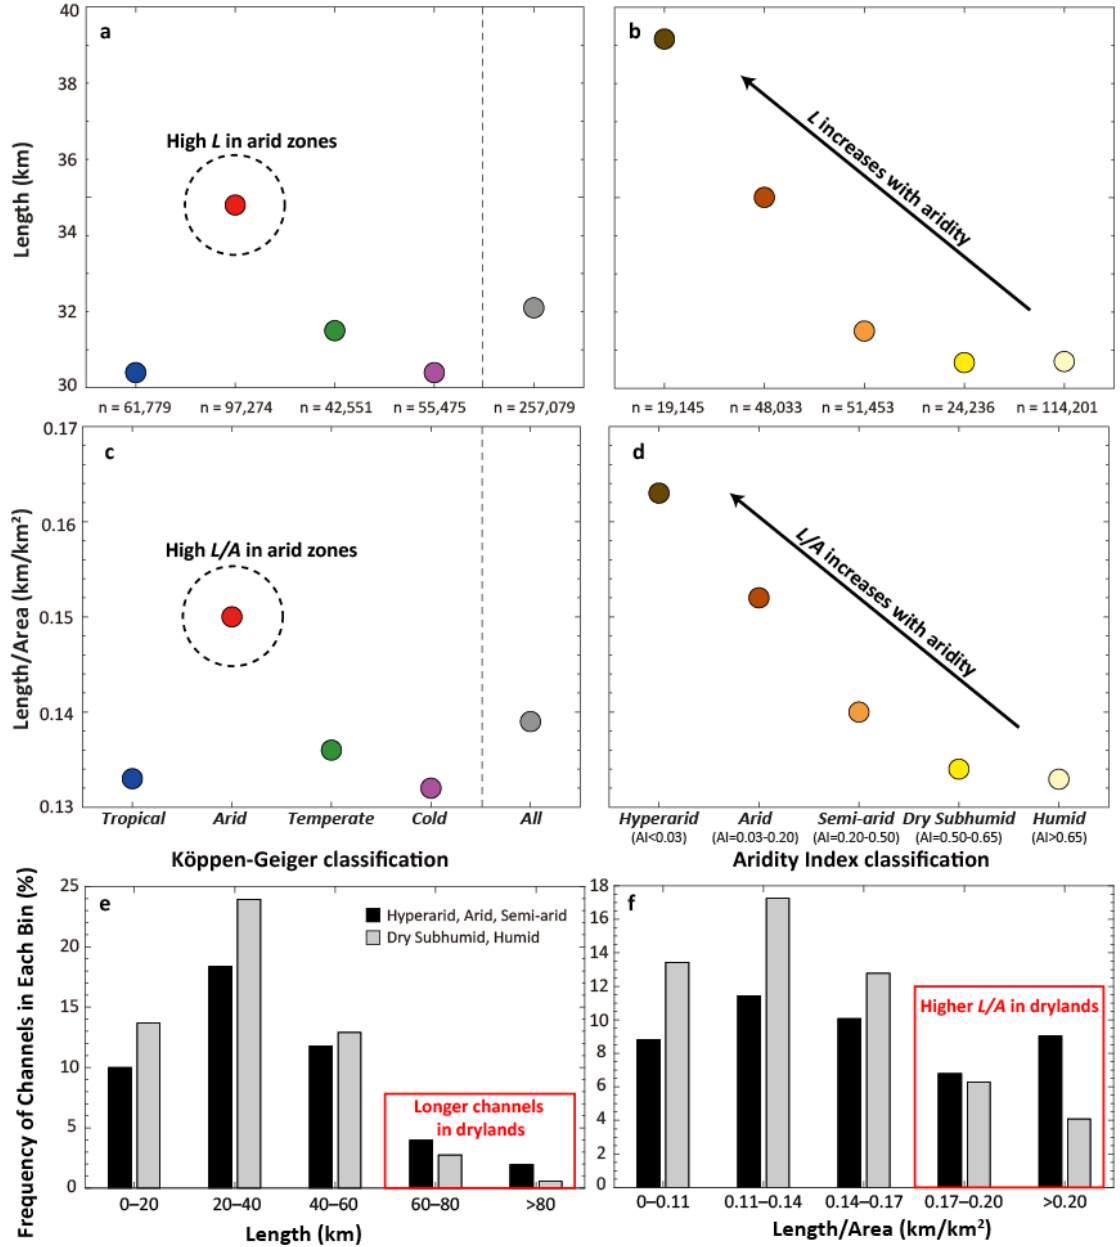 a
High L in arid zones
Length (km)
40
39
38
36
34
32
30
n = 61,779 n = 97,274 n = 42,551 n = 55,475 n = 257,079
b
L increases with aridity
n = 19,145 n = 48,033 n = 51,453 n = 24,236 n = 114,201
c
High L/A in arid zones
Length/Area (km/km²)
0.17
0.16
0.15
0.14
0.13
Tropical Arid Temperate Cold All
Köppen-Geiger classification
d
L/A increases with aridity
Hyperarid Arid Semi-arid Dry Subhumid Humid
(AI<0.03) (AI=0.03-0.20) (AI=0.20-0.50) (AI=0.50-0.65) (AI>0.65)
Aridity Index classification
e
Hyperarid, Arid, Semi-arid
Dry Subhumid, Humid
Longer channels
in drylands
Frequency of Channels in Each Bin (%)
25
20
15
10
5
0
0–20 20–40 40–60 60–80 >80
Length (km)
f
Higher L/A in drylands
18
16
14
12
10
8
6
4
2
0
0–0.11 0.11–0.14 0.14–0.17 0.17–0.20 >0.20
Length/Area (km/km²)